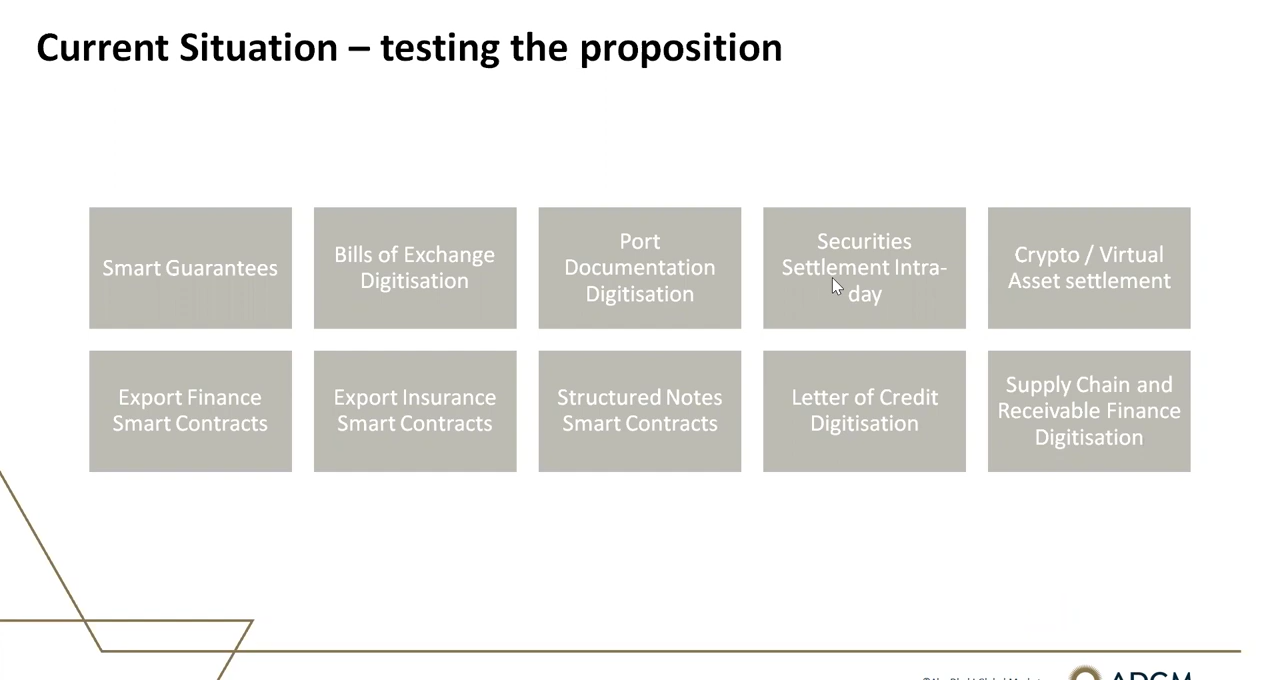 Current Situation – testing the proposition
Smart Guarantees
Bills of Exchange
Digitisation
Port
Documentation
Digitisation
Securities
Settlement Intra-
day
Crypto / Virtual
Asset settlement
Export Finance
Smart Contracts
Export Insurance
Smart Contracts
Structured Notes
Smart Contracts
Letter of Credit
Digitisation
Supply Chain and
Receivable Finance
Digitisation
ADGM